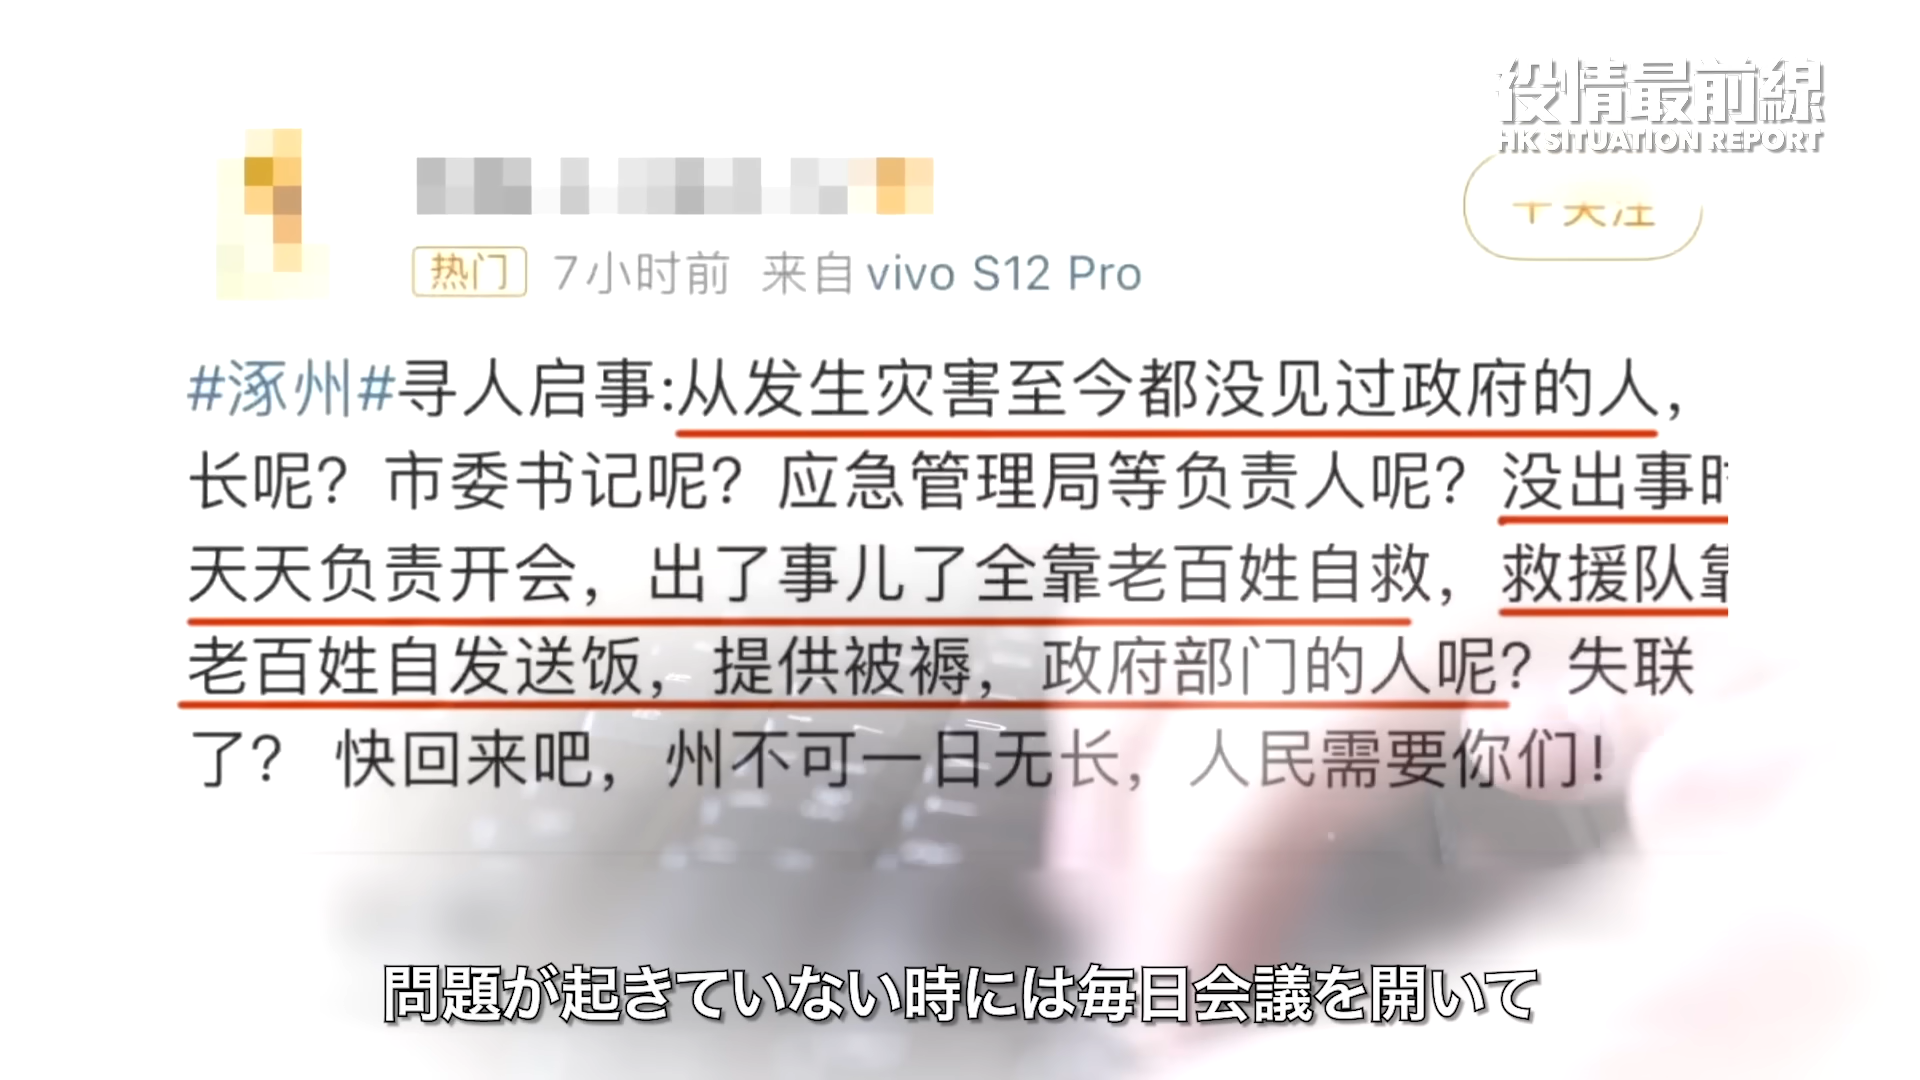 役情最前線
HK SITUATION REPORT
+关注
热门 7小时前 来自 vivo S12 Pro
#涿州#寻人启事:从发生灾害至今都没见过政府的人，
长呢？市委书记呢？应急管理局等负责人呢？没出事时
天天负责开会，出了事儿了全靠老百姓自救，救援队靠
老百姓自发送饭，提供被褥，政府部门的人呢？失联
了？ 快回来吧，州不可一日无长，人民需要你们！
問題が起きていない時には毎日会議を開いて